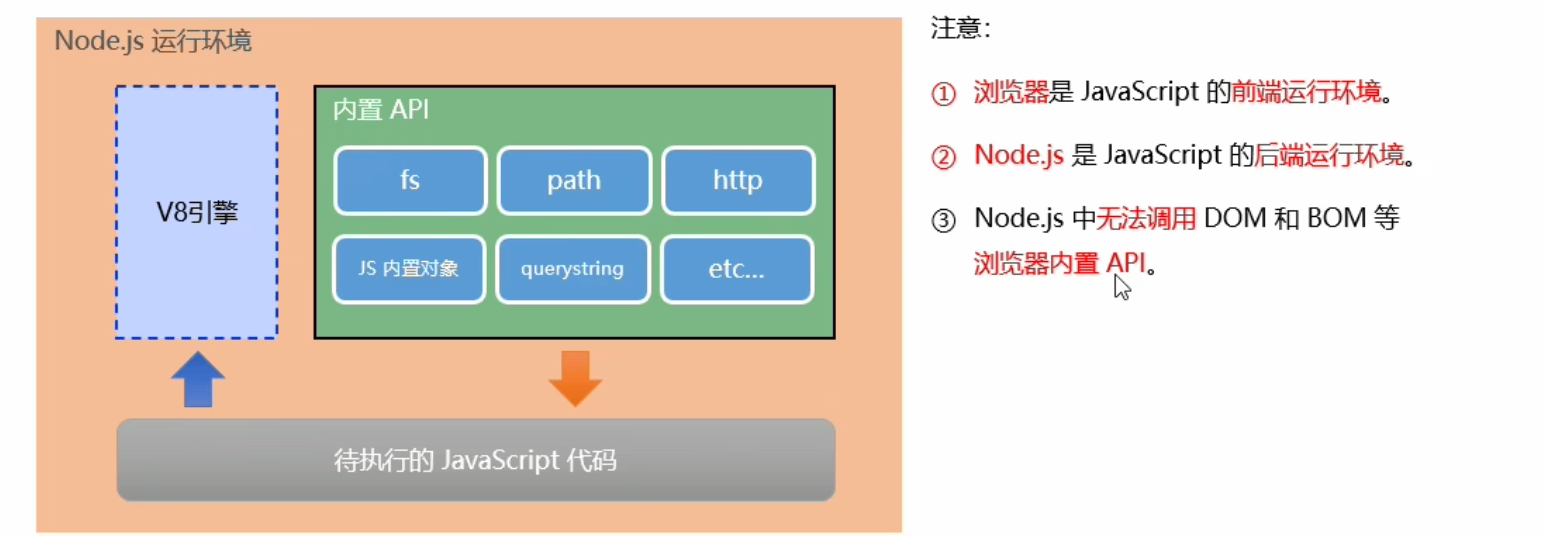 Node.js 运行环境
V8引擎
内置 API
fs
path
http
JS 内置对象
querystring
etc...
待执行的 JavaScript 代码
注意：
① 浏览器是 JavaScript 的前端运行环境。
② Node.js 是 JavaScript 的后端运行环境。
③ Node.js 中无法调用 DOM 和 BOM 等
浏览器内置 API。